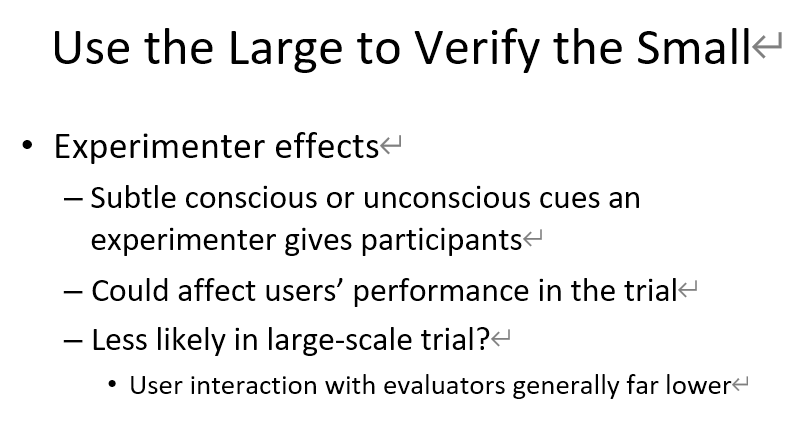 Use the Large to Verify the Small↵
• Experimenter effects↵
– Subtle conscious or unconscious cues an
experimenter gives participants↵
– Could affect users’ performance in the trial↵
– Less likely in large-scale trial?↵
• User interaction with evaluators generally far lower↵